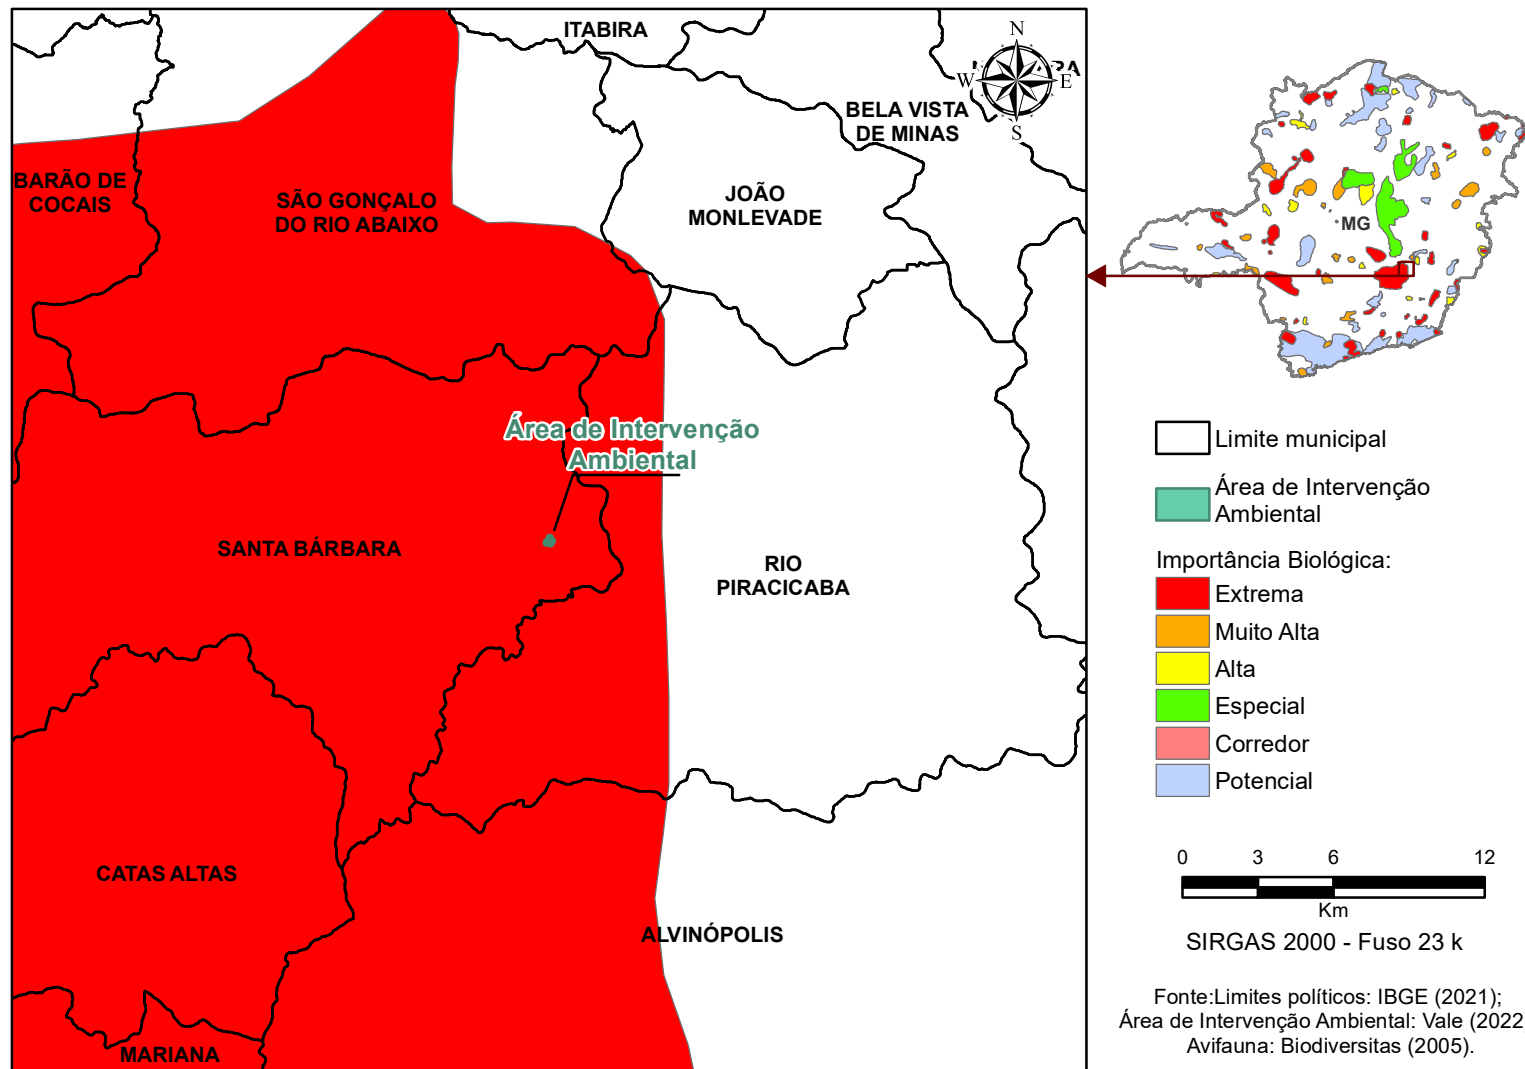 ITABIRA
N
W
E
S
BELA VISTA
DE MINAS
BARÃO DE
COCAIS
SÃO GONÇALO
DO RIO ABAIXO
JOÃO
MONLEVADE
MG
Área de Intervenção
Ambiental
SANTA BÁRBARA
RIO
PIRACICABA
CATAS ALTAS
ALVINÓPOLIS
MARIANA
Limite municipal
Área de Intervenção
Ambiental
Importância Biológica:
Extrema
Muito Alta
Alta
Especial
Corredor
Potencial
0 3 6 12
Km
SIRGAS 2000 - Fuso 23 k
Fonte:Limites políticos: IBGE (2021);
Área de Intervenção Ambiental: Vale (2022
Avifauna: Biodiversitas (2005).